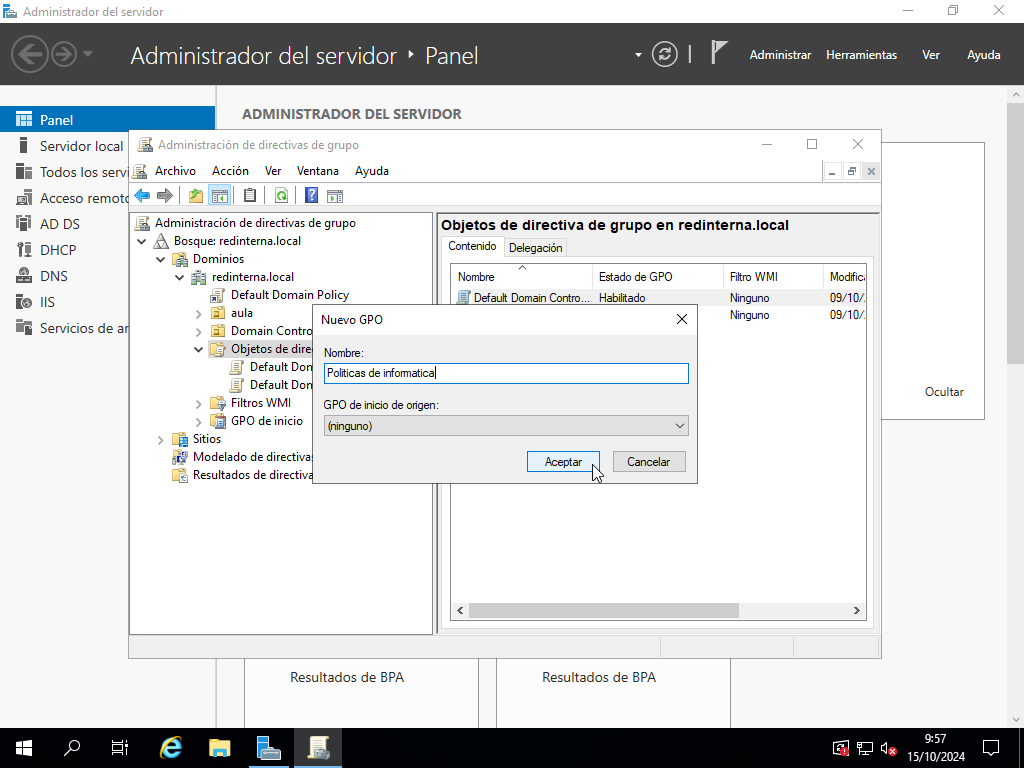 Administrador del servidor
Administrador del servidor
Panel
Administrar
Herramientas
Ver
Ayuda
Panel
Servidor local
Todos los servi
Acceso remoto
AD DS
DHCP
DNS
IIS
Servicios de ar
ADMINISTRADOR DEL SERVIDOR
Administración de directivas de grupo
Archivo
Acción
Ver
Ventana
Ayuda
Administración de directivas de grupo
Bosque: redinterna.local
Dominios
redinterna.local
Default Domain Policy
aula
Domain Contro
Objetos de dire
Default Don
Default Don
Filtros WMI
GPO de inicio
Sitios
Modelado de directivas
Resultados de directiva
Objetos de directiva de grupo en redinterna.local
Contenido
Delegación
Nombre
Estado de GPO
Filtro WMI
Modifica
Default Domain Contro...
Habilitado
Ninguno
09/10/
Ninguno
09/10/
Nuevo GPO
Nombre:
Politicas de informatica
GPO de inicio de origen:
(ninguno)
Aceptar
Cancelar
Ocultar
Resultados de BPA
Resultados de BPA
9:57
15/10/2024